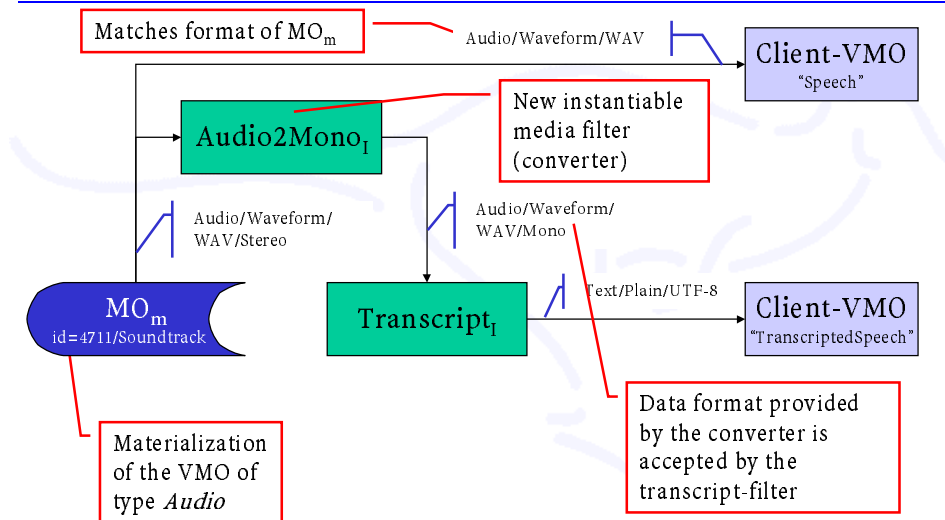 Matches format of MOm
Audio/Waveform/WAV
Client-VMO
“Speech”
New instantiable
media filter
(converter)
Audio2MonoI
Audio/Waveform/
WAV/Stereo
Audio/Waveform/
WAV/Mono
MOm
id=4711/Soundtrack
TranscriptI
Text/Plain/UTF-8
Client-VMO
“TranscriptedSpeech”
Materialization
of the VMO of
type Audio
Data format provided
by the converter is
accepted by the
transcript-filter